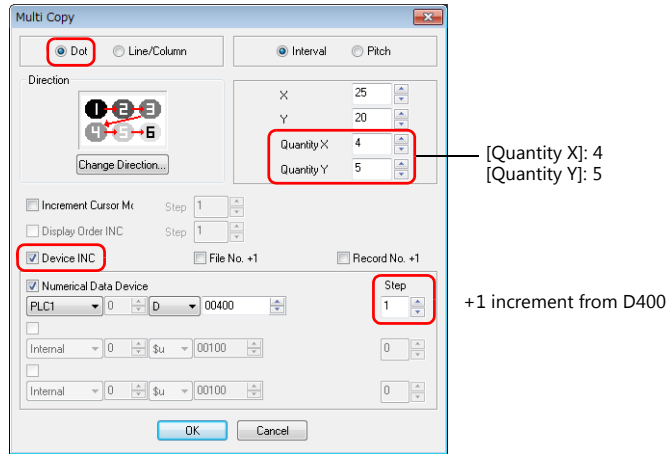 Multi Copy
Dot Line/Column Interval Pitch
Direction
1 2 3
4 5 6
Change Direction...
X 25
Y 20
Quantity X 4
Quantity Y 5
[Quantity X]: 4
[Quantity Y]: 5
Increment Cursor Mc Step 1
Display Order INC Step 1
Device INC File No. +1 Record No. +1
Numerical Data Device Step
PLC1 0 D 00400 1
+1 increment from D400
Internal 0 $u 00100 0
Internal 0 $u 00100 0
OK Cancel